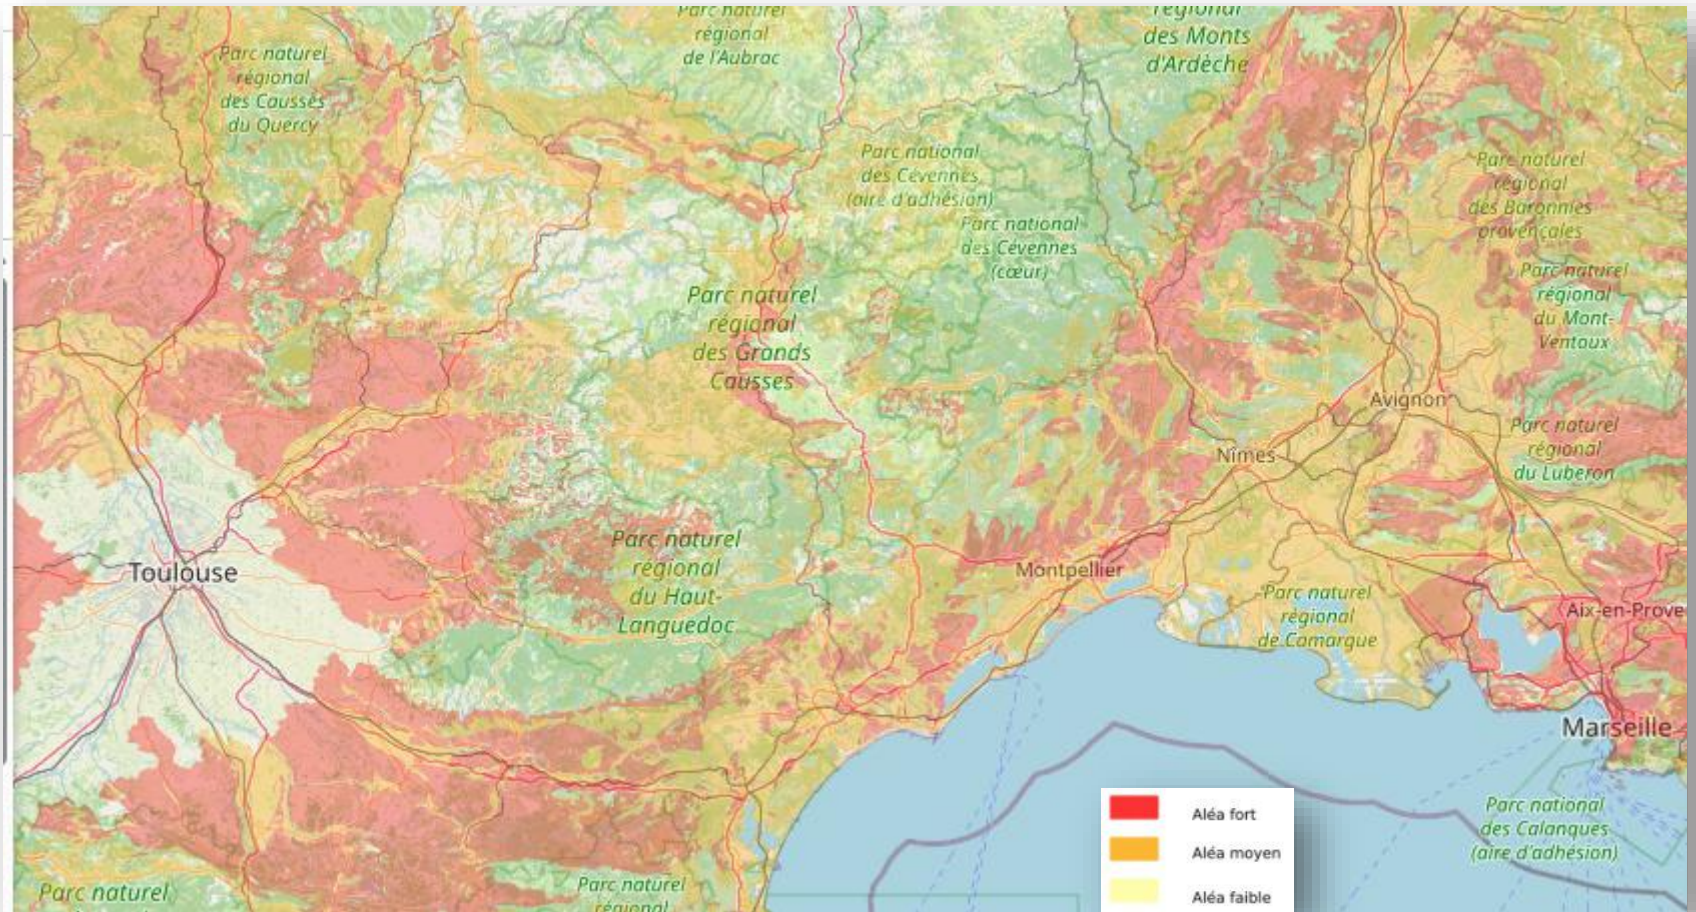 Parc naturel
régional
de l'Aubrac
régional
des Monts
d'Ardèche
Parc naturel
régional
des Causses
du Quercy
Parc national
des Cévennes
(aire d'adhésion)
Parc national
des Cévennes
(cœur)
Parc naturel
régional
des Baronnies
provençales
Parc naturel
régional
du Mont-
Ventoux
Parc naturel
régional
des Grands
Causses
Avignon
Parc naturel
régional
du Luberon
Nîmes
Parc naturel
régional
du Haut-
Languedoc
Toulouse
Montpellier
Parc naturel
régional
de Camargue
Aix-en-Prove
Marseille
Parc national
des Calanques
(aire d'adhésion)
Aléa fort
Aléa moyen
Aléa faible
Parc naturel
Parc naturel
régional